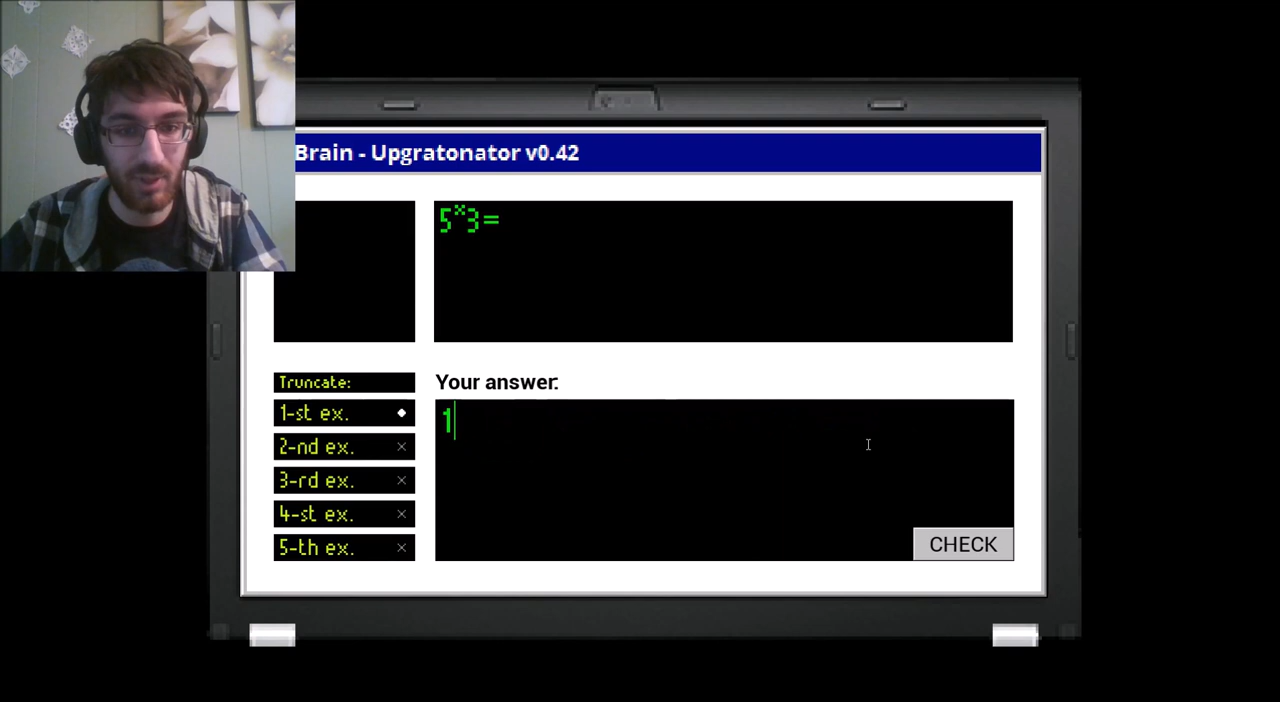 Brain - Upgratonator v0.42
5*3=
Truncate:
1-st ex.
2-nd ex.
3-rd ex.
4-st ex.
5-th ex.
Your answer:
1
CHECK